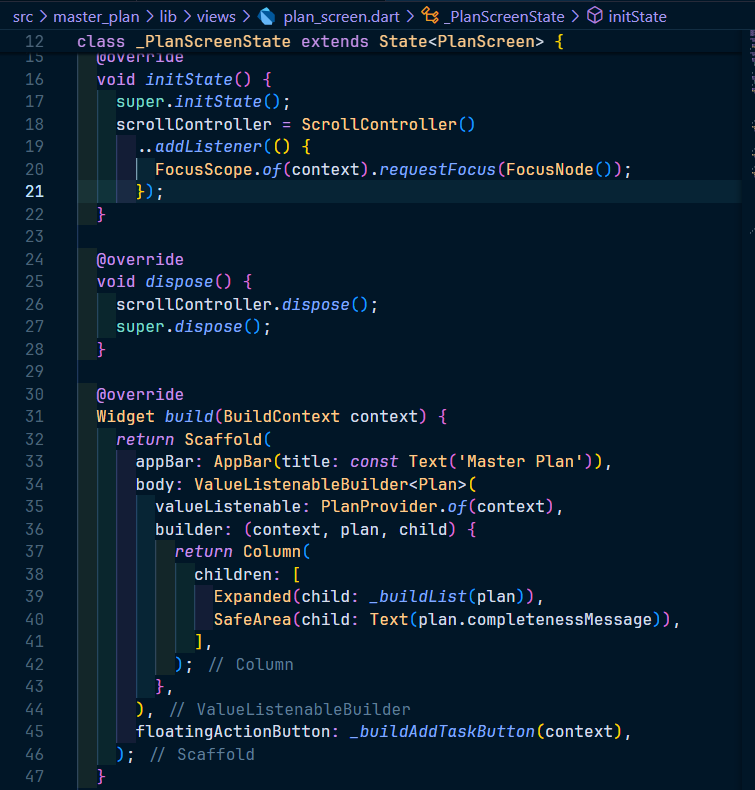 src > master_plan > lib > views > plan_screen.dart > _PlanScreenState > initState
12 class _PlanScreenState extends State<PlanScreen> {
15 @override
16 void initState() {
17 super.initState();
18 scrollController = ScrollController()
19 ..addListener(() {
20 FocusScope.of(context).requestFocus(FocusNode());
21 });
22 }
23
24 @override
25 void dispose() {
26 scrollController.dispose();
27 super.dispose();
28 }
29
30 @override
31 Widget build(BuildContext context) {
32 return Scaffold(
33 appBar: AppBar(title: const Text('Master Plan')),
34 body: ValueListenableBuilder<Plan>(
35 valueListenable: PlanProvider.of(context),
36 builder: (context, plan, child) {
37 return Column(
38 children: [
39 Expanded(child: _buildList(plan)),
40 SafeArea(child: Text(plan.completenessMessage)),
41 ],
42 ); // Column
43 },
44 ), // ValueListenableBuilder
45 floatingActionButton: _buildAddTaskButton(context),
46 ); // Scaffold
47 }